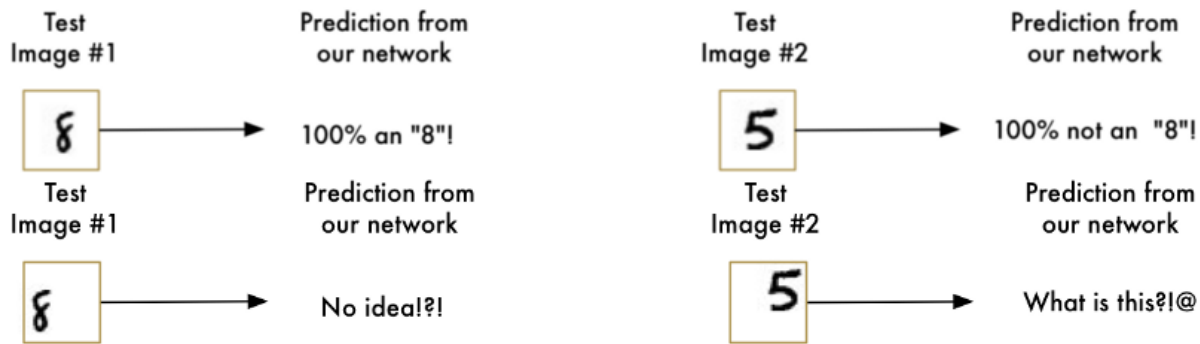 Test
Image #1
Prediction from
our network
8
100% an "8"!
Test
Image #2
Prediction from
our network
5
100% not an "8"!
Test
Image #1
Prediction from
our network
8
No idea!?!
Test
Image #2
Prediction from
our network
5
What is this?!@